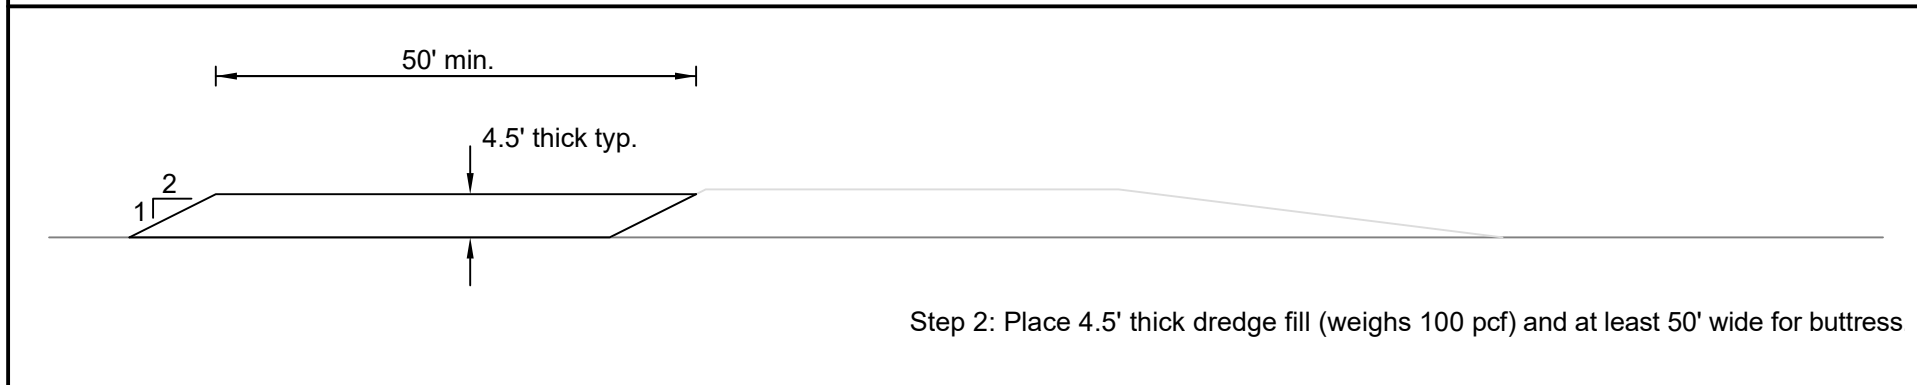 50' min.
4.5' thick typ.
2
1
Step 2: Place 4.5' thick dredge fill (weighs 100 pcf) and at least 50' wide for buttress